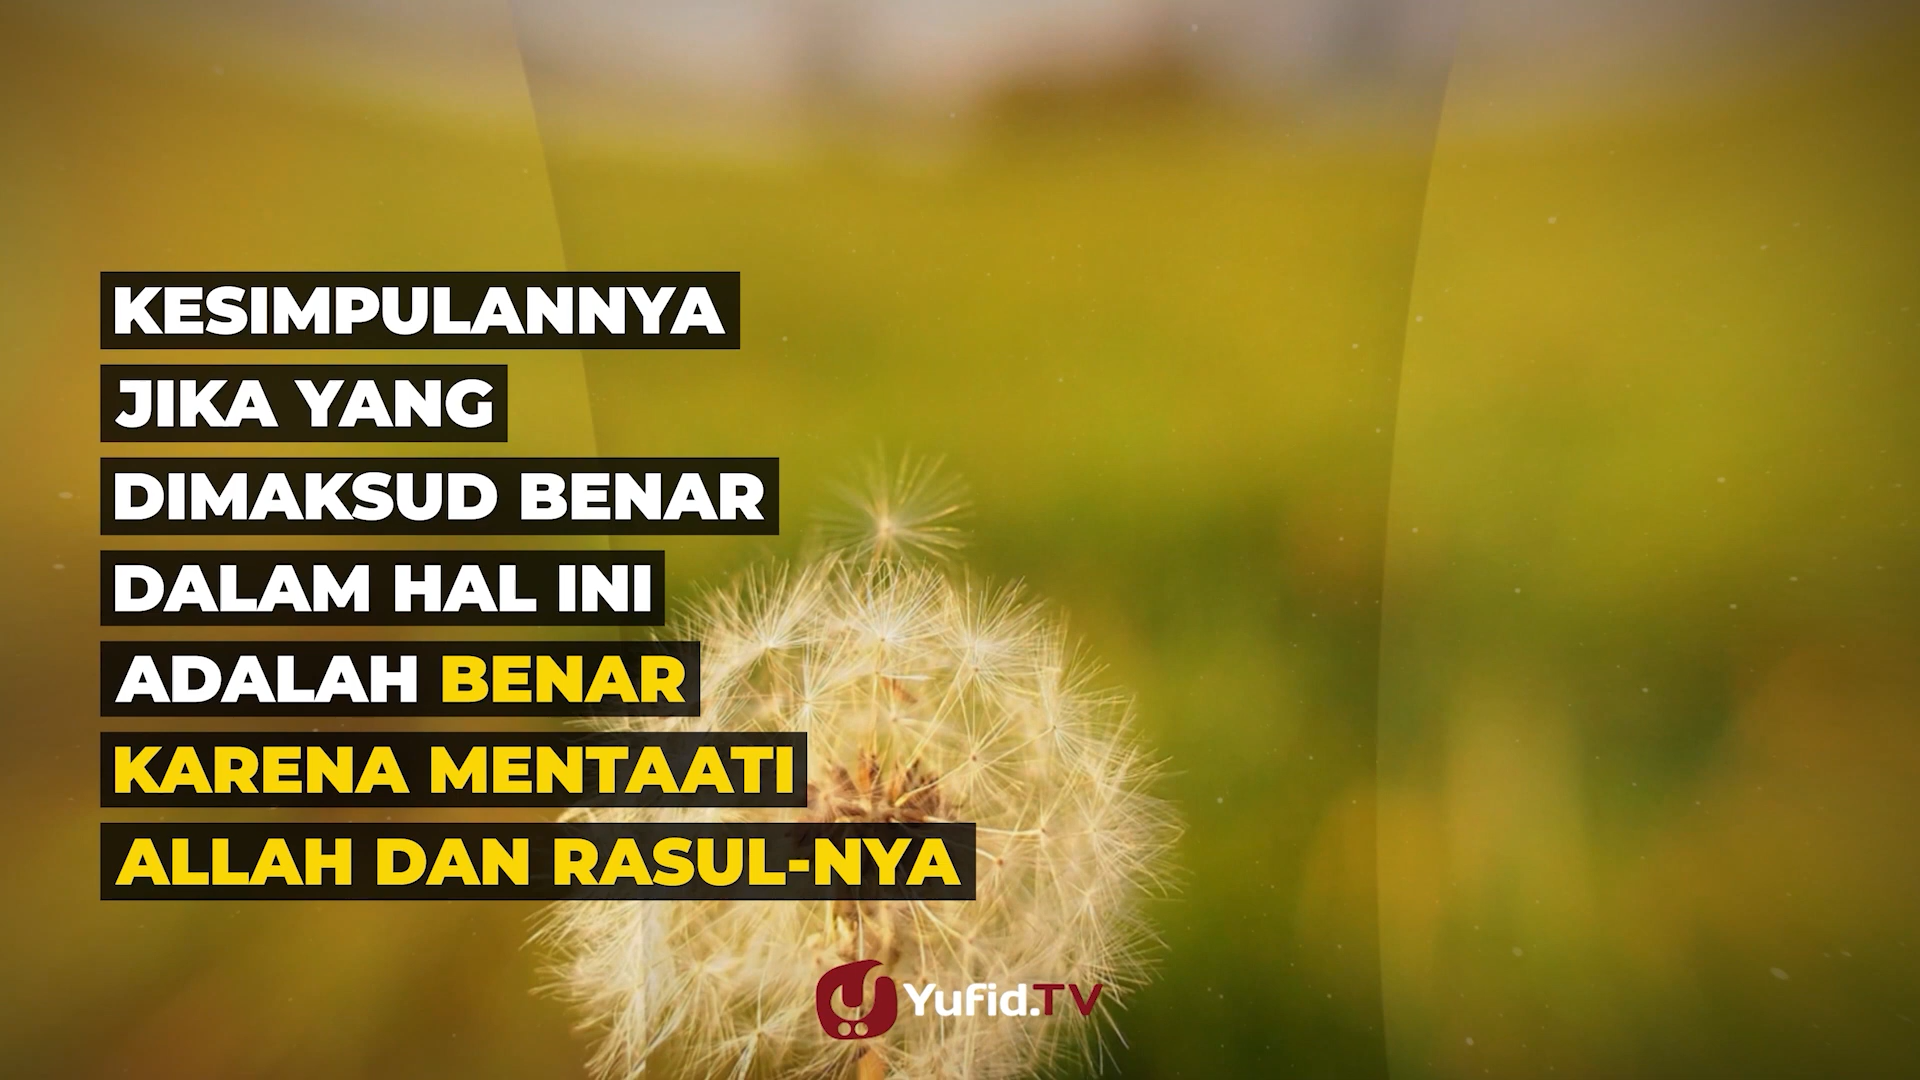 KESIMPULANNYA
JIKA YANG
DIMAKSUD BENAR
DALAM HAL INI
ADALAH BENAR
KARENA MENTAATI
ALLAH DAN RASUL-NYA
Yufid.TV